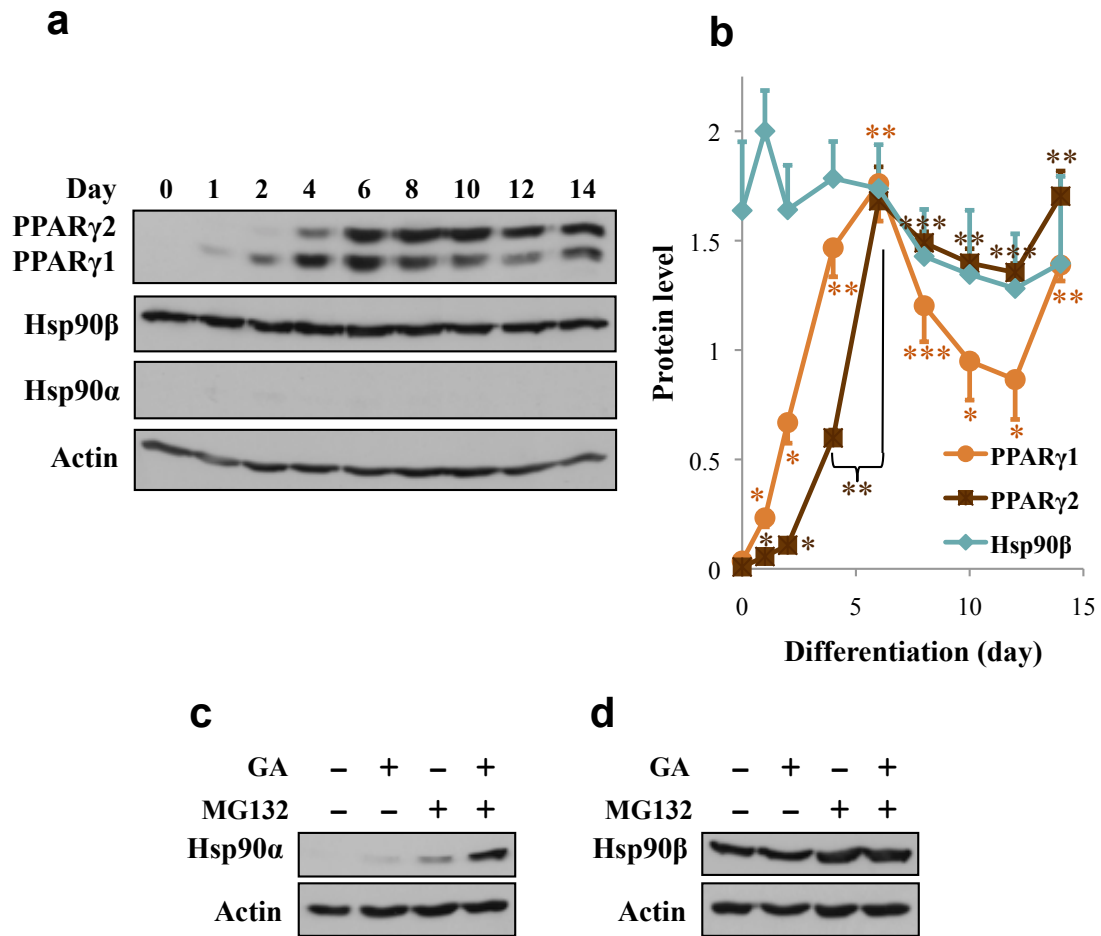 a
Day 0 1 2 4 6 8 10 12 14
PPARγ2
PPARγ1
Hsp90β
Hsp90α
Actin
b
Protein level
2
1.5
1
0.5
0
0 5 10 15
Differentiation (day)
**
**
*** ** ***
**
**
***
*
*
*
*
*
*
**
PPARγ1
PPARγ2
Hsp90β
c
GA – + – +
MG132 – – + +
Hsp90α
Actin
d
GA – + – +
MG132 – – + +
Hsp90β
Actin